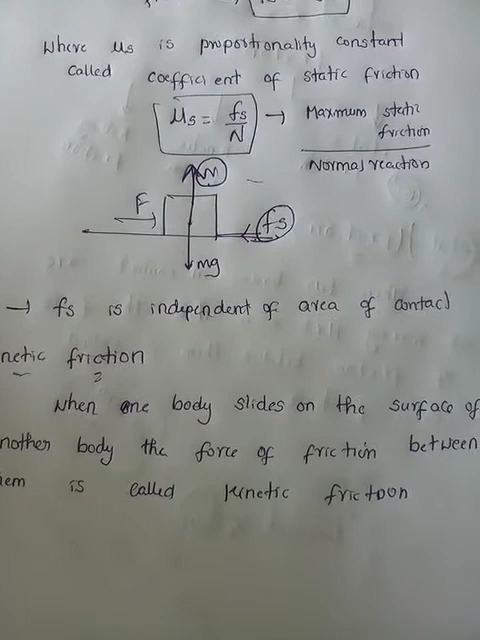 Where μs is proportionality constant
called coefficient of static friction
μs = fs/N → Maxmum static friction)
Normal reaction
N
F
fs
mg
→ fs is independent of area of contact
netic friction
When one body slides on the surface of
nother body the force of friction between
em is called kinetic friction